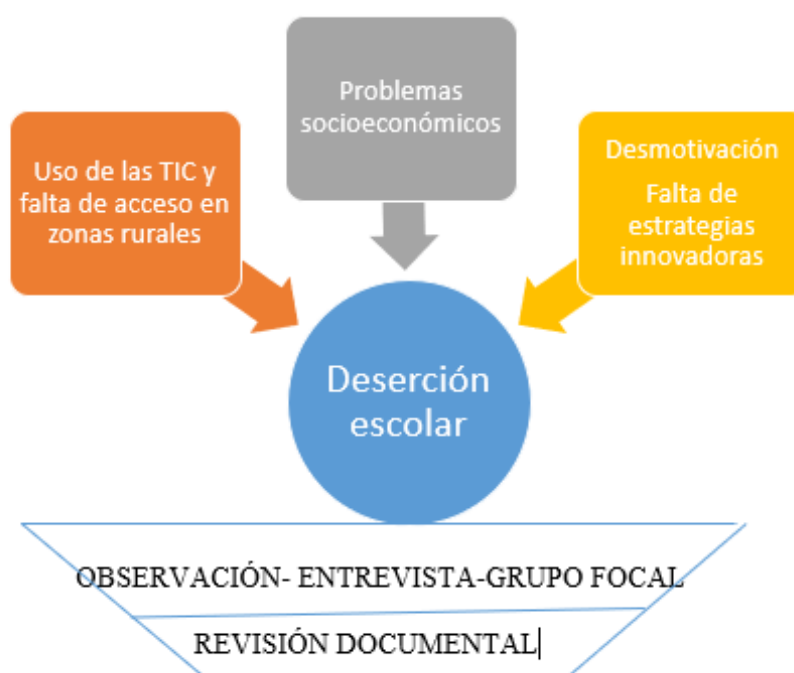 Problemas
socioeconómicos
Uso de las TIC y
falta de acceso en
zonas rurales
Desmotivación
Falta de
estrategias
innovadoras
Deserción
escolar
OBSERVACIÓN- ENTREVISTA-GRUPO FOCAL
REVISIÓN DOCUMENTAL